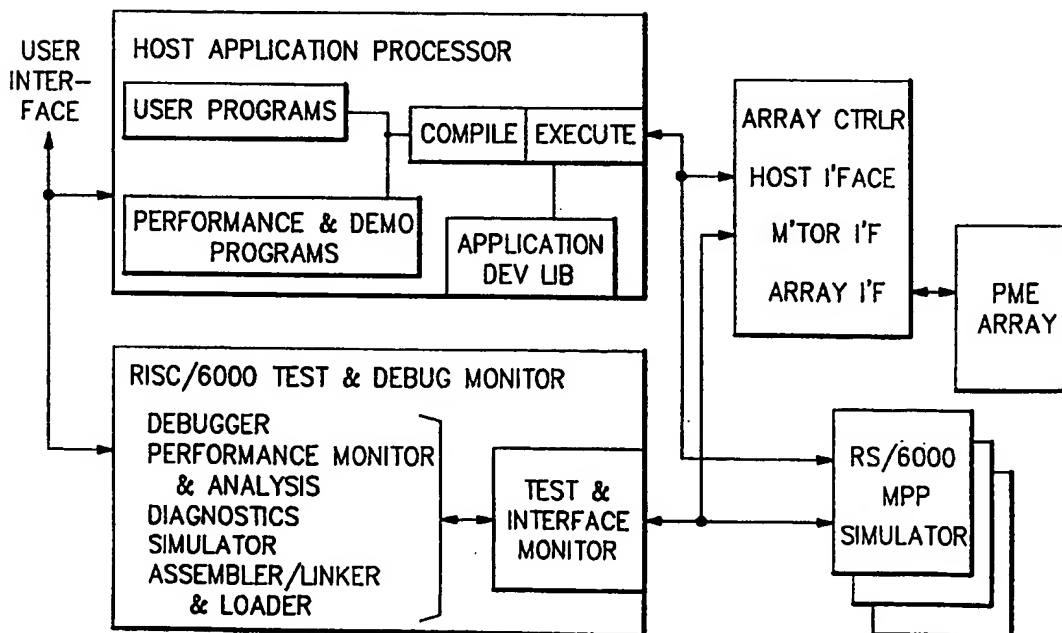 USER
INTER-
FACE
HOST APPLICATION PROCESSOR
USER PROGRAMS
COMPILE
EXECUTE
PERFORMANCE & DEMO
PROGRAMS
APPLICATION
DEV LIB
ARRAY CTRLR
HOST I'FACE
M'TOR I'F
ARRAY I'F
PME
ARRAY
RISC/6000 TEST & DEBUG MONITOR
DEBUGGER
PERFORMANCE MONITOR
& ANALYSIS
DIAGNOSTICS
SIMULATOR
ASSEMBLER/LINKER
& LOADER
TEST &
INTERFACE
MONITOR
RS/6000
MPP
SIMULATOR